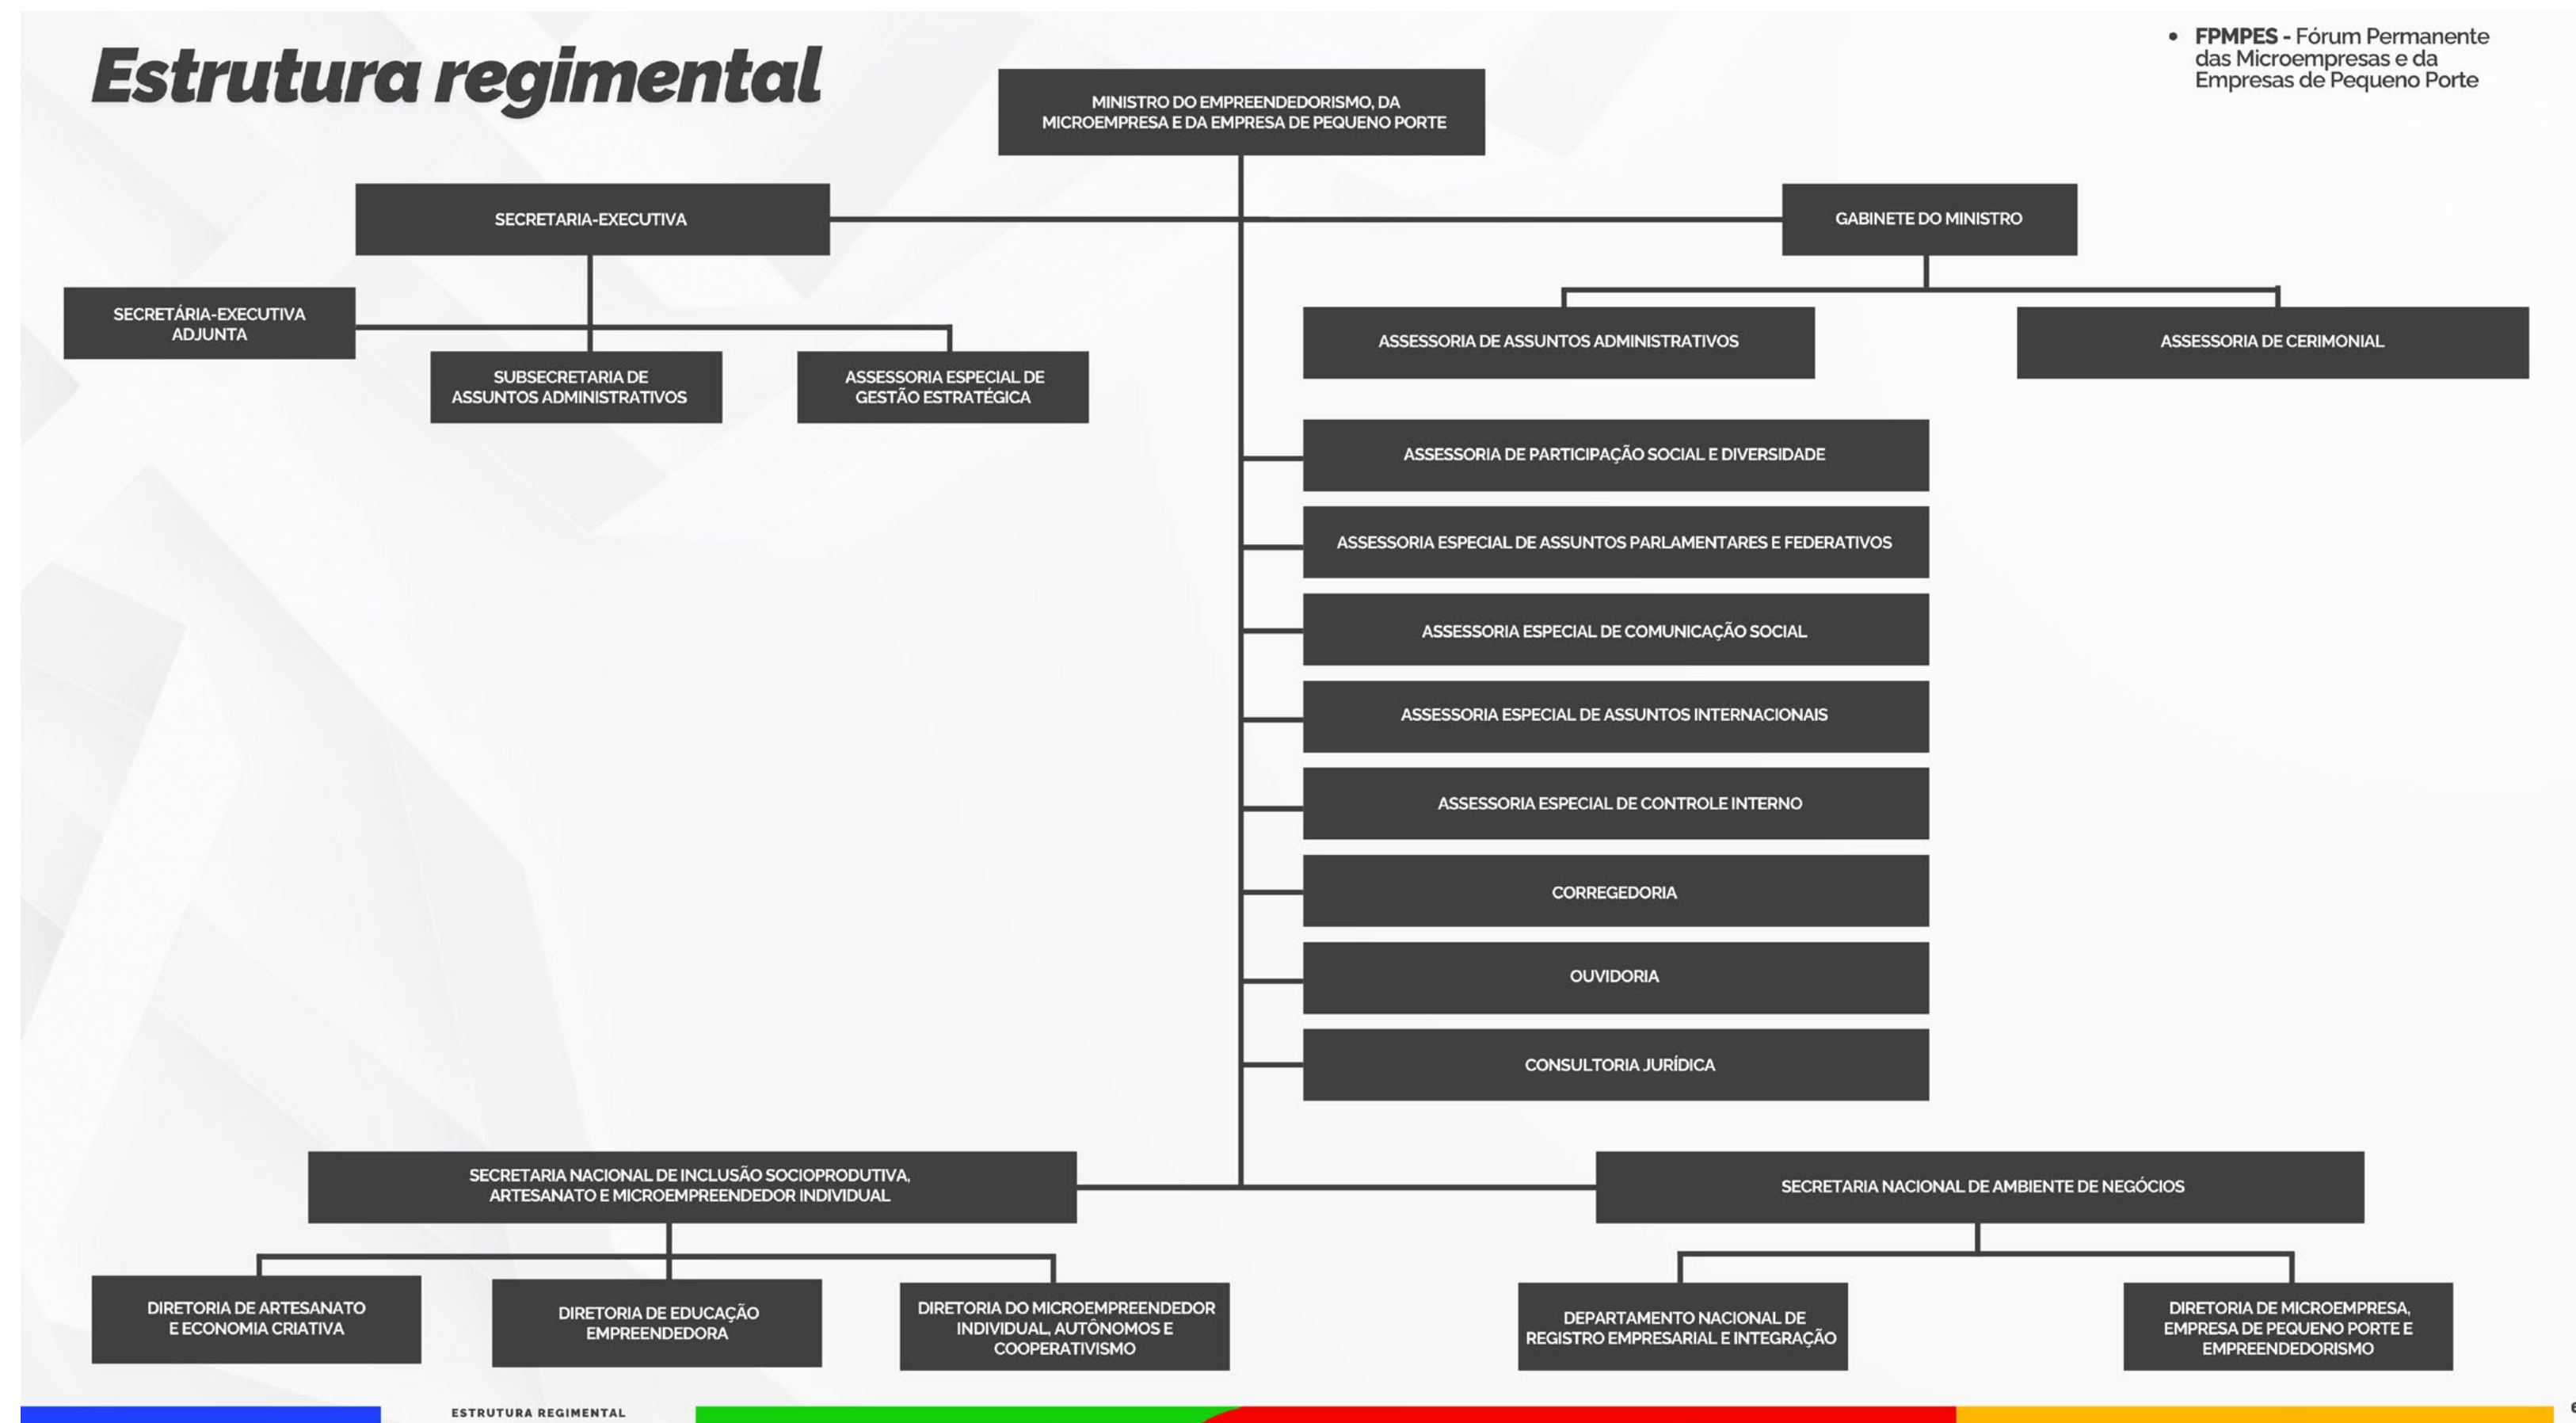 Estrutura regimental
• FPMPES - Fórum Permanente
das Microempresas e da
Empresas de Pequeno Porte
MINISTRO DO EMPREENDEDORISMO, DA
MICROEMPRESA E DA EMPRESA DE PEQUENO PORTE
SECRETARIA-EXECUTIVA
GABINETE DO MINISTRO
SECRETÁRIA-EXECUTIVA
ADJUNTA
SUBSECRETARIA DE
ASSUNTOS ADMINISTRATIVOS
ASSESSORIA ESPECIAL DE
GESTÃO ESTRATÉGICA
ASSESSORIA DE ASSUNTOS ADMINISTRATIVOS
ASSESSORIA DE CERIMONIAL
ASSESSORIA DE PARTICIPAÇÃO SOCIAL E DIVERSIDADE
ASSESSORIA ESPECIAL DE ASSUNTOS PARLAMENTARES E FEDERATIVOS
ASSESSORIA ESPECIAL DE COMUNICAÇÃO SOCIAL
ASSESSORIA ESPECIAL DE ASSUNTOS INTERNACIONAIS
ASSESSORIA ESPECIAL DE CONTROLE INTERNO
CORREGEDORIA
OUVIDORIA
CONSULTORIA JURÍDICA
SECRETARIA NACIONAL DE INCLUSÃO SOCIOPRODUTIVA,
ARTESANATO E MICROEMPREENDEDOR INDIVIDUAL
SECRETARIA NACIONAL DE AMBIENTE DE NEGÓCIOS
DIRETORIA DE ARTESANATO
E ECONOMIA CRIATIVA
DIRETORIA DE EDUCAÇÃO
EMPREENDEDORA
DIRETORIA DO MICROEMPREENDEDOR
INDIVIDUAL, AUTÔNOMOS E
COOPERATIVISMO
DEPARTAMENTO NACIONAL DE
REGISTRO EMPRESARIAL E INTEGRAÇÃO
DIRETORIA DE MICROEMPRESA,
EMPRESA DE PEQUENO PORTE E
EMPREENDEDORISMO
ESTRUTURA REGIMENTAL